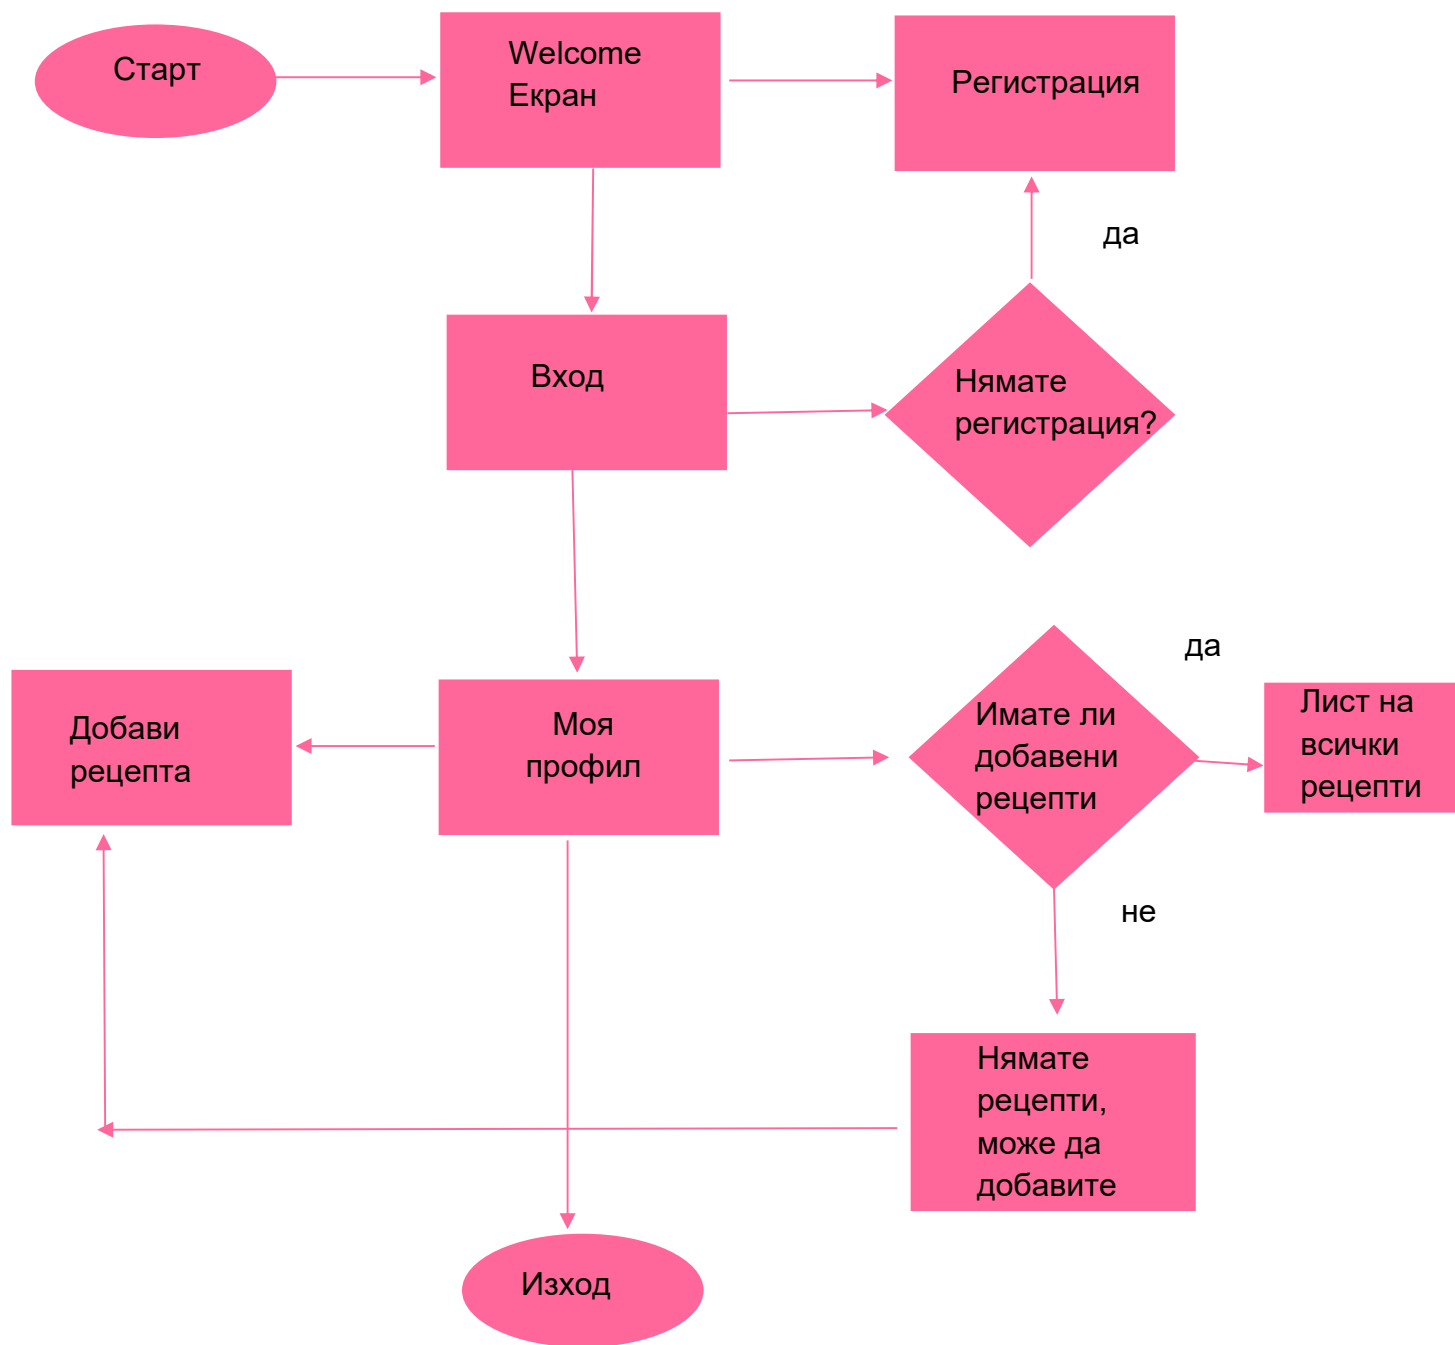 Старт
Welcome
Екран
Регистрация
да
Вход
Нямате
регистрация?
да
Добави
рецепта
Моя
профил
Имате ли
добавени
рецепти
Лист на
всички
рецепти
не
Нямате
рецепти,
може да
добавите
Изход